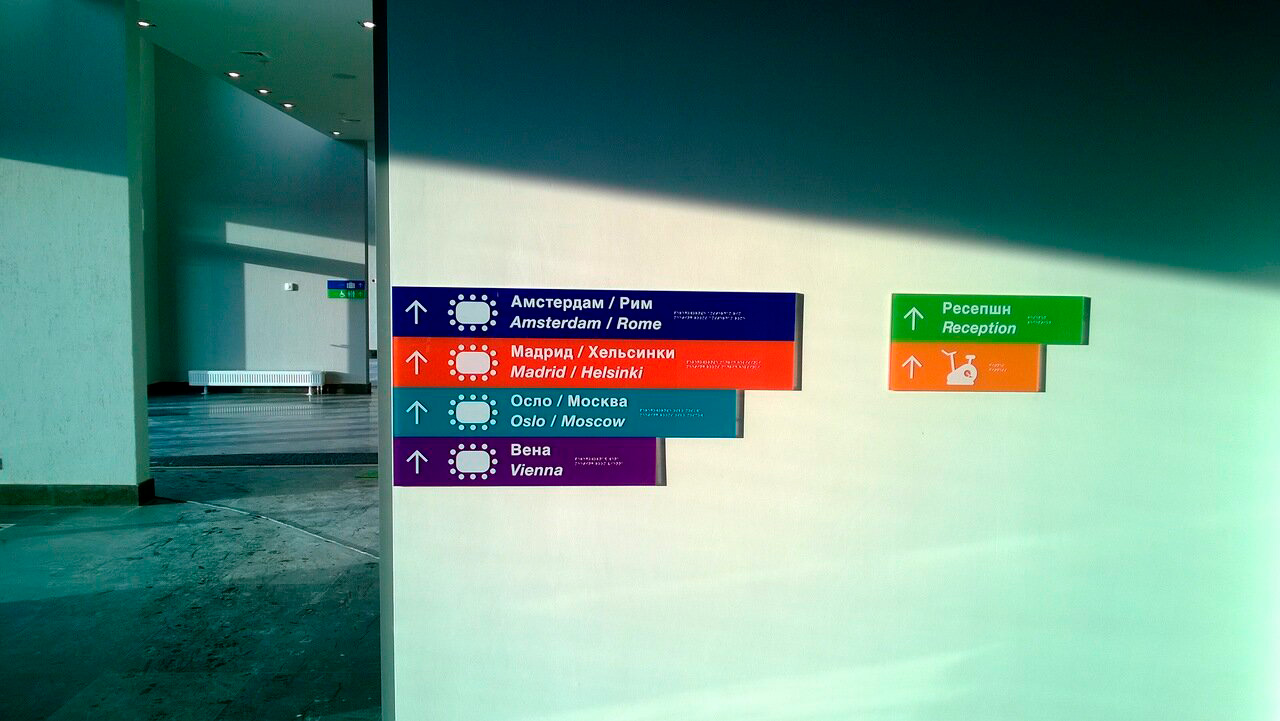 Амстердам / Рим
Amsterdam / Rome
Мадрид / Хельсинки
Madrid / Helsinki
Осло / Москва
Oslo / Moscow
Вена
Vienna
Ресепшн
Reception